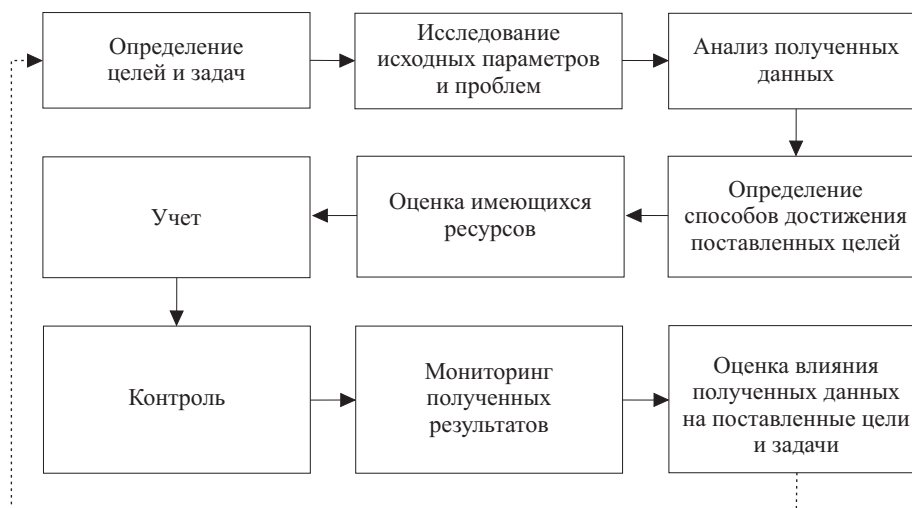 Определение
целей и задач
Исследование
исходных параметров
и проблем
Анализ полученных
данных
Определение
способов достижения
поставленных целей
Оценка имеющихся
ресурсов
Учет
Контроль
Мониторинг
полученных
результатов
Оценка влияния
полученных данных
на поставленные цели
и задачи